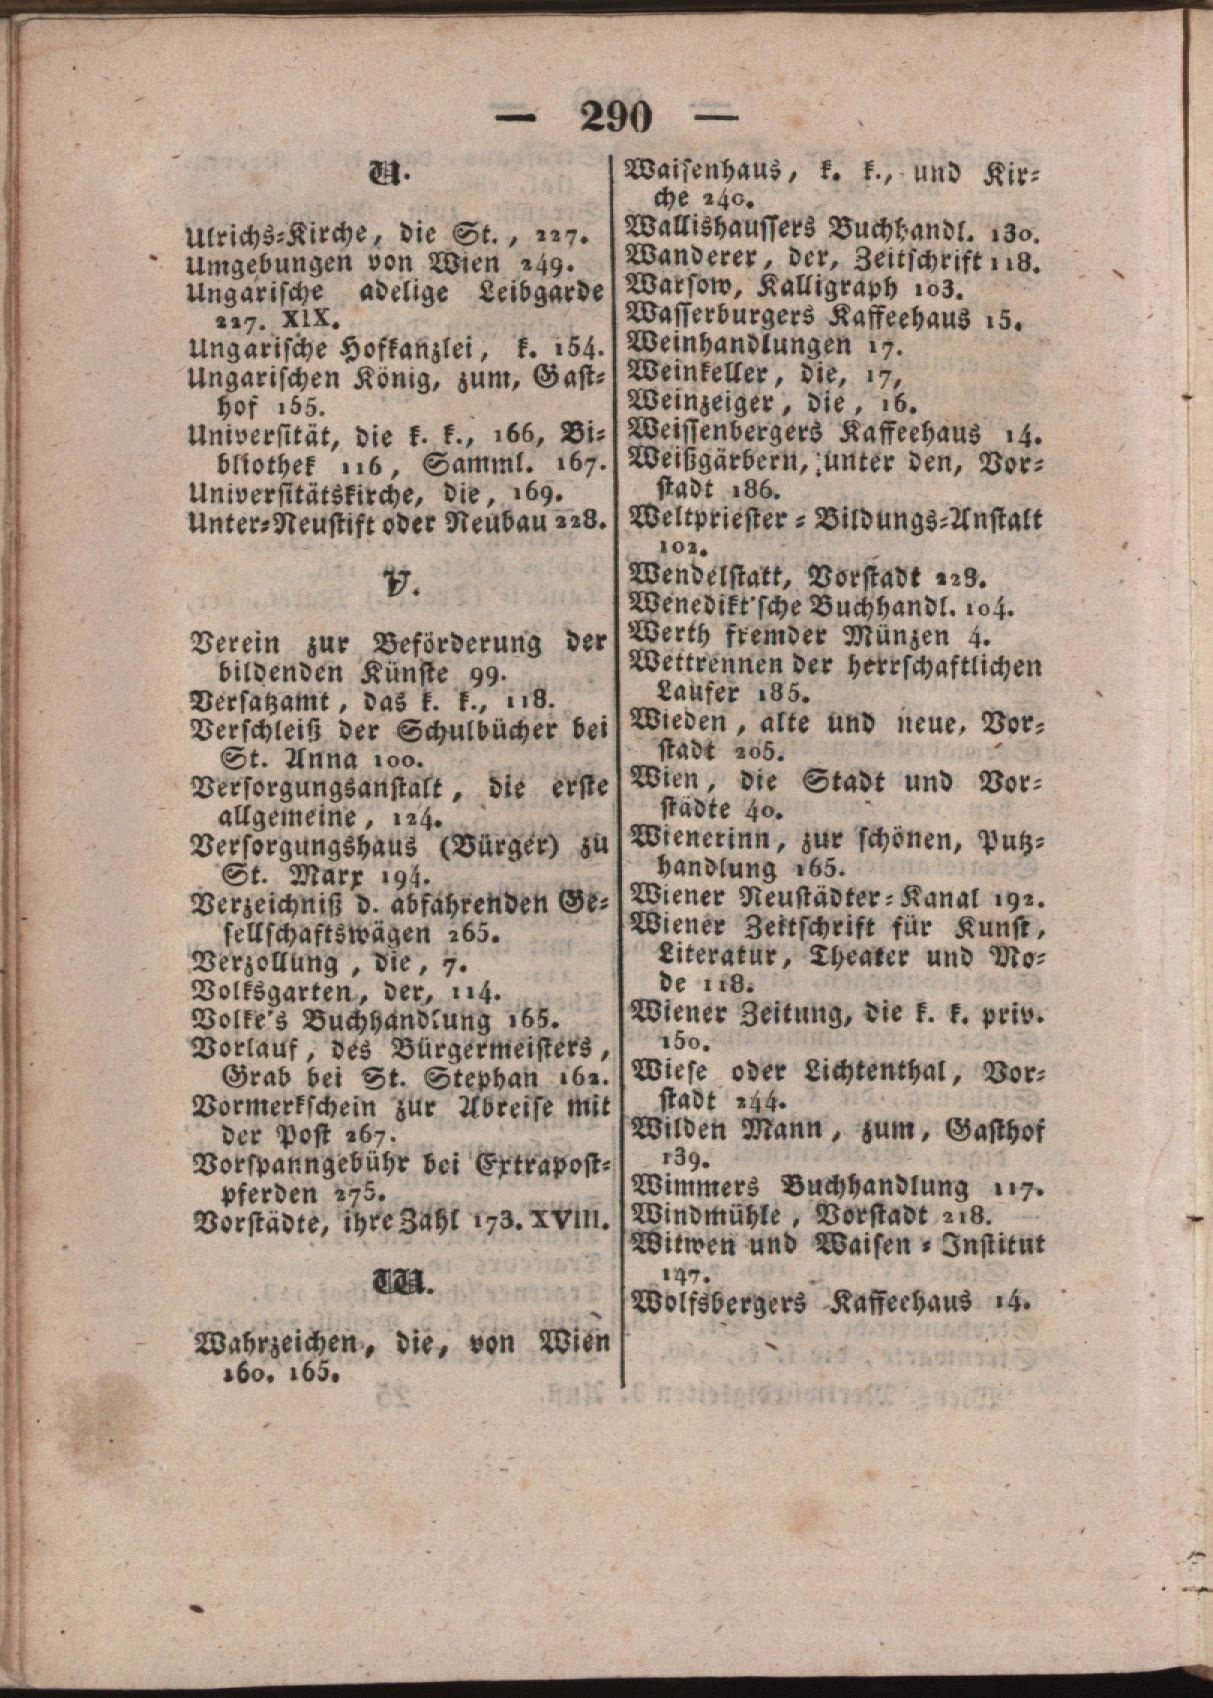 — 290 —
U.
Ulrichs-Kirche, die St., 227.
Umgebungen von Wien 249.
Ungarische adelige Leibgarde
227. XIX.
Ungarische Hofkanzlei, k. 154.
Ungarischen König, zum, Gast-
hof 155.
Universität, die k. k., 166, Bi-
bliothek 116, Samml. 167.
Universitätskirche, die, 169.
Unter-Neustift oder Neubau 228.
V.
Verein zur Beförderung der
bildenden Künste 99.
Versatzamt, das k. k., 118.
Verschleiß der Schulbücher bei
St. Anna 100.
Versorgungsanstalt, die erste
allgemeine, 124.
Versorgungshaus (Bürger) zu
St. Marx 194.
Verzeichniß d. abfahrenden Ge-
sellschaftswägen 265.
Verzollung, die, 7.
Volksgarten, der, 114.
Volke's Buchhandlung 165.
Vorlauf, des Bürgermeisters,
Grab bei St. Stephan 162.
Vormerkschein zur Abreise mit
der Post 267.
Vorspanngebühr bei Extrapost-
pferden 275.
Vorstädte, ihre Zahl 173. XVIII.
W.
Wahrzeichen, die, von Wien
160. 165.
Waisenhaus, k. k., und Kir-
che 240.
Wallishaussers Buchhandl. 130.
Wanderer, der, Zeitschrift 118.
Warsow, Kalligraph 103.
Wasserburgers Kaffeehaus 15.
Weinhandlungen 17.
Weinkeller, die, 17,
Weinzeiger, die, 16.
Weissenbergers Kaffeehaus 14.
Weißgärbern, unter den, Vor-
stadt 186.
Weltpriester-Bildungs-Anstalt
102.
Wendelstatt, Vorstadt 228.
Wenedikt'sche Buchhandl. 104.
Werth fremder Münzen 4.
Wettrennen der herrschaftlichen
Laufer 185.
Wieden, alte und neue, Vor-
stadt 205.
Wien, die Stadt und Vor-
städte 40.
Wienerinn, zur schönen, Putz-
handlung 165.
Wiener Neustädter-Kanal 192.
Wiener Zeitschrift für Kunst,
Literatur, Theater und Mo-
de 118.
Wiener Zeitung, die k. k. priv.
150.
Wiese oder Lichtenthal, Vor-
stadt 244.
Wilden Mann, zum, Gasthof
139.
Wimmers Buchhandlung 117.
Windmühle, Vorstadt 218.
Witwen und Waisen-Institut
147.
Wolfsbergers Kaffeehaus 14.